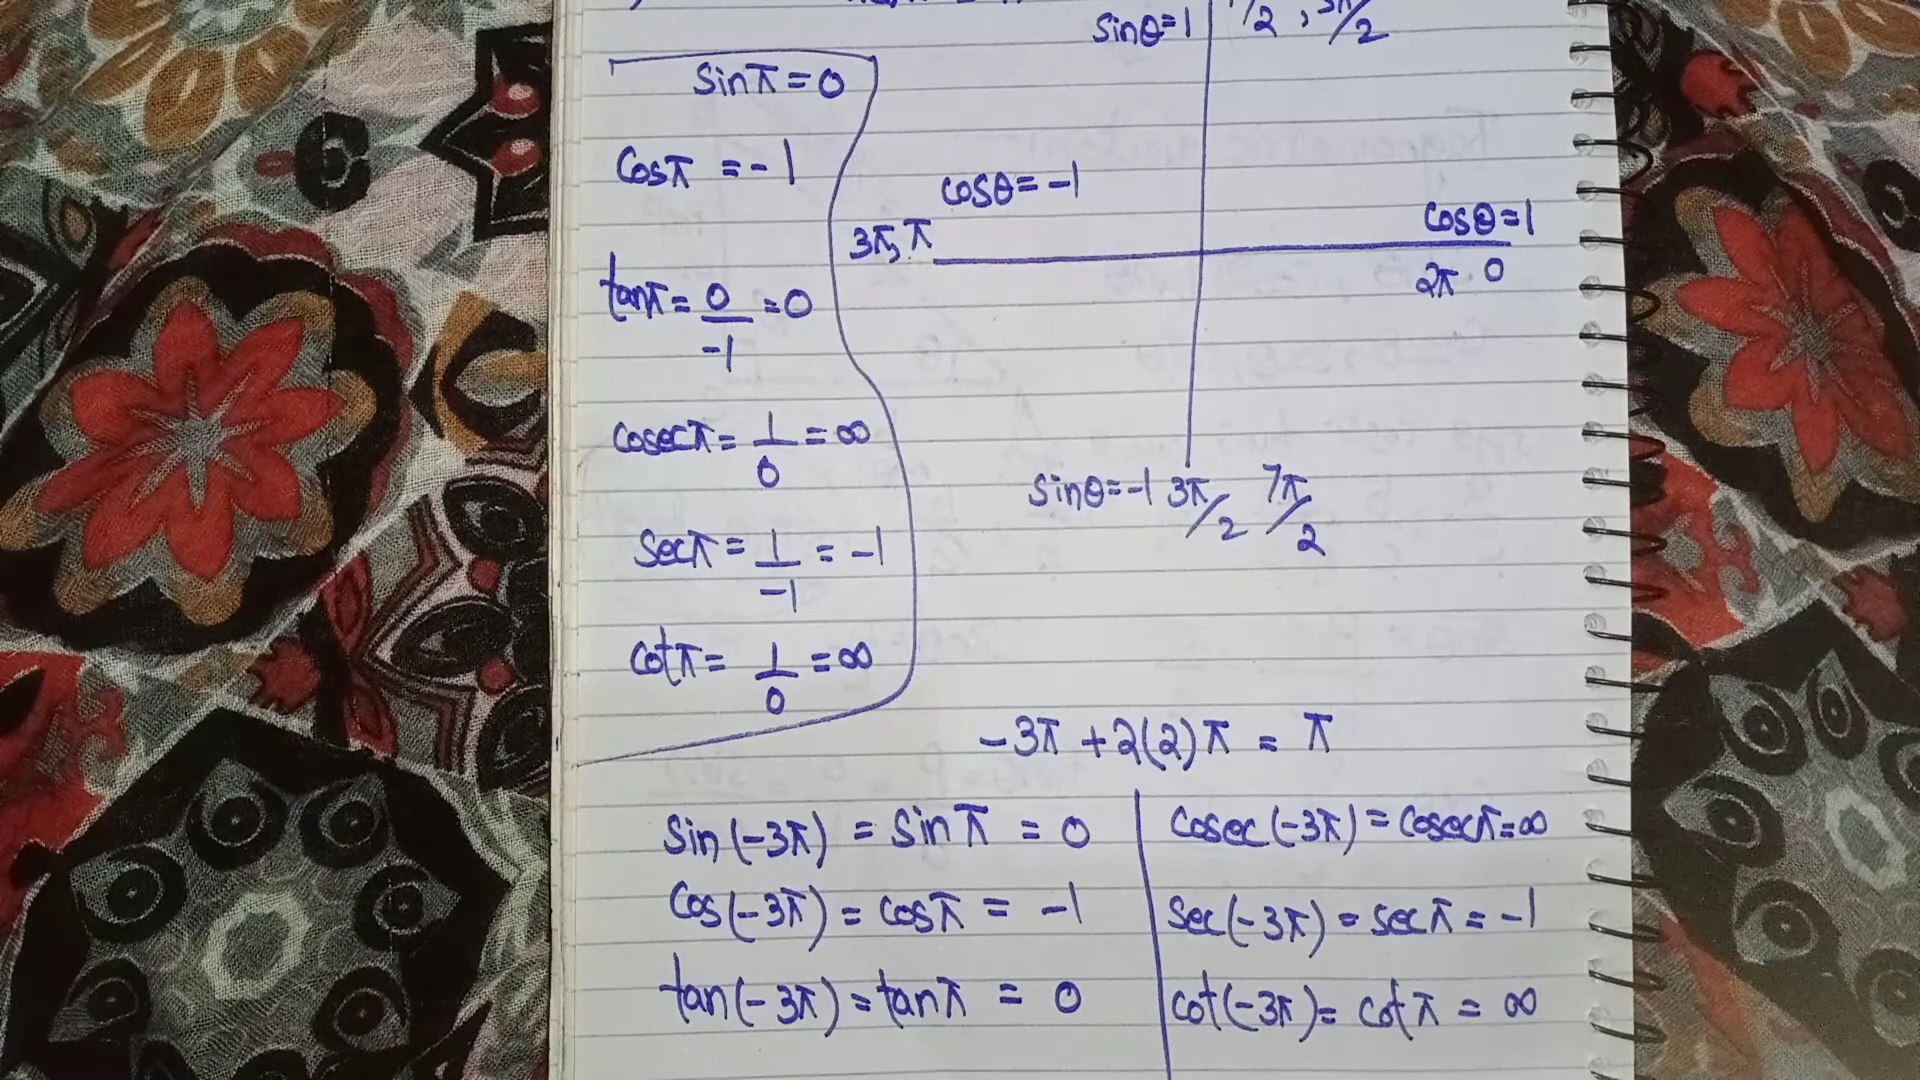 sinθ=1 π/2, 5π/2
sinπ=0
cosπ =-1
cosθ=-1
cosθ=1
3π, π
2π 0
tanπ= 0/-1 =0
cosecπ= 1/0 =∞
sinθ=-1 3π/2 7π/2
secπ= 1/-1 = -1
cotπ= 1/0 =∞
-3π +2(2)π = π
sin(-3π) = sinπ = 0
cos(-3π) = cosπ = -1
tan(-3π) = tanπ = 0
cosec(-3π) = cosecπ=∞
sec(-3π) = secπ = -1
cot(-3π)= cotπ = ∞